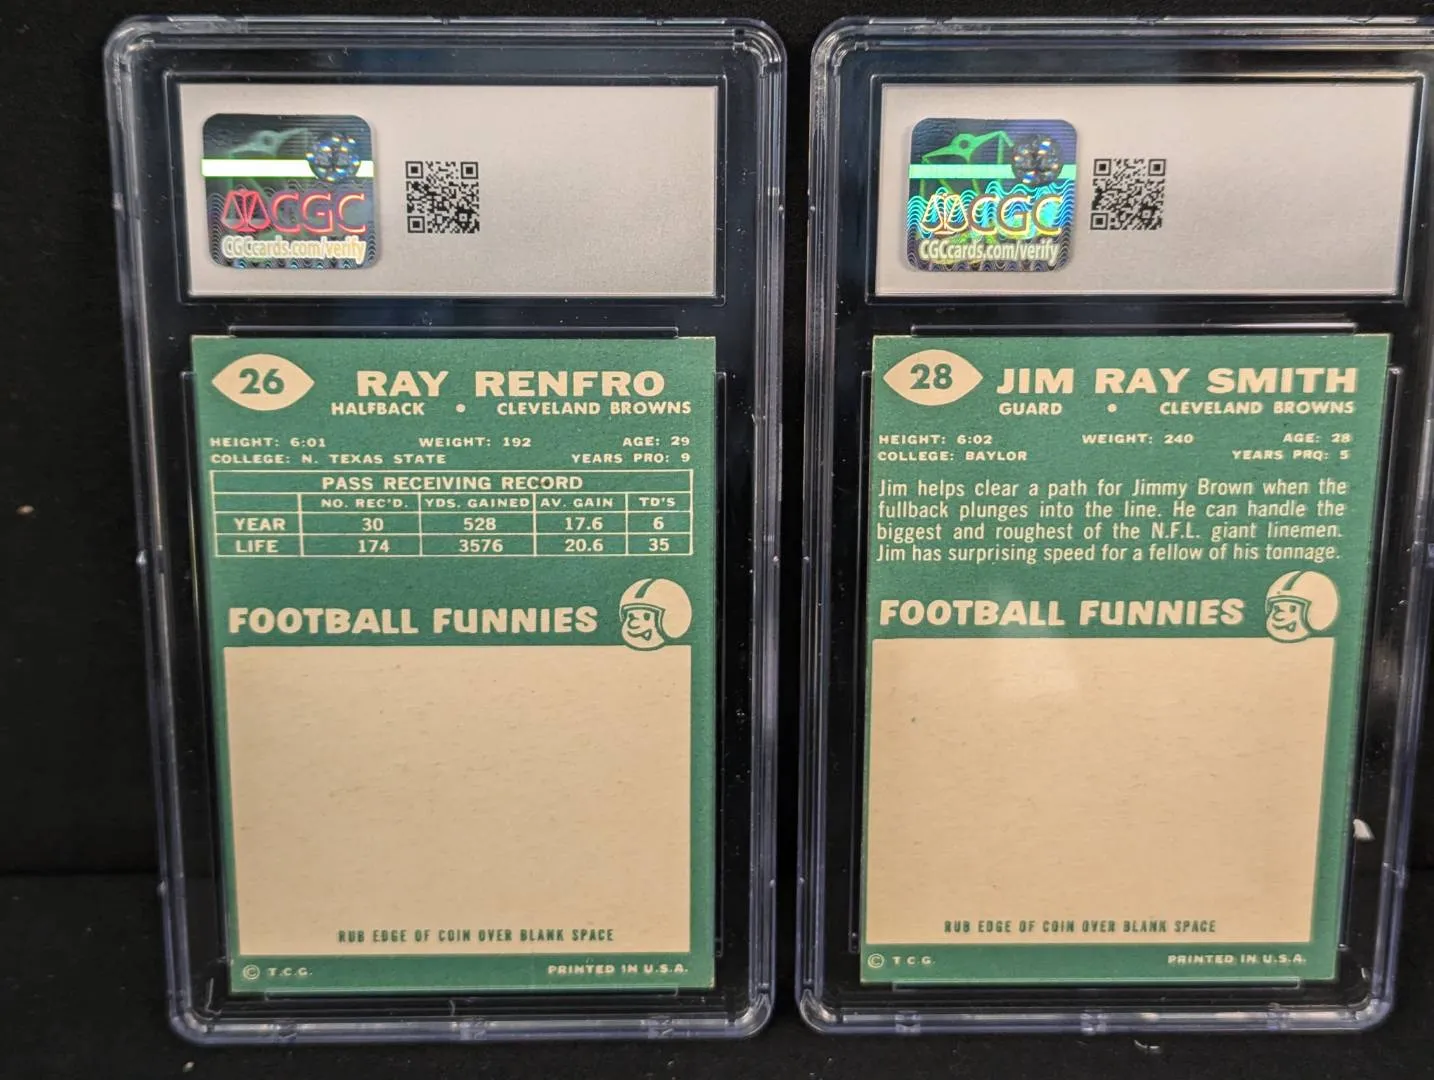 CGC
CGCcards.com/verify
26
RAY RENFRO
HALFBACK • CLEVELAND BROWNS
HEIGHT: 6:01 WEIGHT: 192 AGE: 29
COLLEGE: N. TEXAS STATE YEARS PRO: 9
PASS RECEIVING RECORD
NO. REC'D. YDS. GAINED AV. GAIN TD'S
YEAR 30 528 17.6 6
LIFE 174 3576 20.6 35
FOOTBALL FUNNIES
RUB EDGE OF COIN OVER BLANK SPACE
© T.C.G. PRINTED IN U.S.A.
CGC
CGCcards.com/verify
28
JIM RAY SMITH
GUARD • CLEVELAND BROWNS
HEIGHT: 6:02 WEIGHT: 240 AGE: 28
COLLEGE: BAYLOR YEARS PRO: 5
Jim helps clear a path for Jimmy Brown when the
fullback plunges into the line. He can handle the
biggest and roughest of the N.F.L. giant linemen.
Jim has surprising speed for a fellow of his tonnage.
FOOTBALL FUNNIES
RUB EDGE OF COIN OVER BLANK SPACE
© T.C.G. PRINTED IN U.S.A.